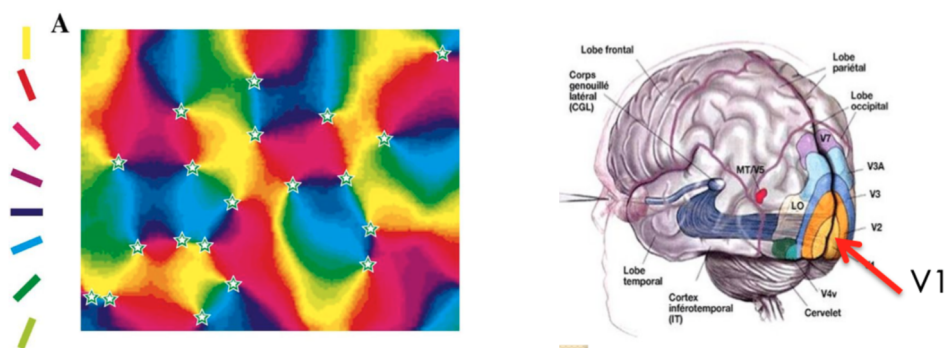 A
Lobe frontal
Corps
genouillé
latéral
(CGL)
Lobe
pariétal
Lobe
occipital
V7
V3A
MT/V5
V3
LO
V2
V1
Lobe
temporal
V4v
Cortex
inférotemporal
(IT)
Cervelet